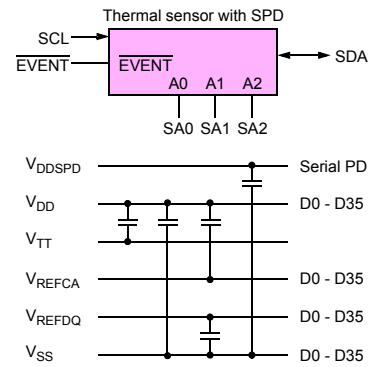 Thermal sensor with SPD
SCL
EVENT EVENT SDA
A0 A1 A2
SA0 SA1 SA2
VDDSPD Serial PD
VDD D0 - D35
VTT
VREFCA D0 - D35
VREFDQ D0 - D35
VSS D0 - D35